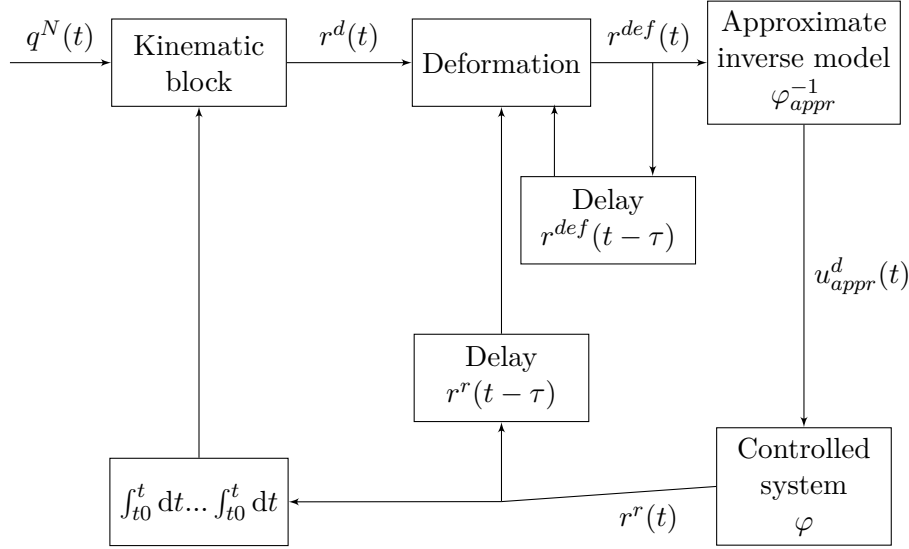 q^N(t)
Kinematic
block
r^d(t)
Deformation
r^{def}(t)
Approximate
inverse model
φ_{appr}^{-1}
Delay
r^{def}(t − τ)
u^d_{appr}(t)
Delay
r^r(t − τ)
∫_{t0}^t dt... ∫_{t0}^t dt
r^r(t)
Controlled
system
φ